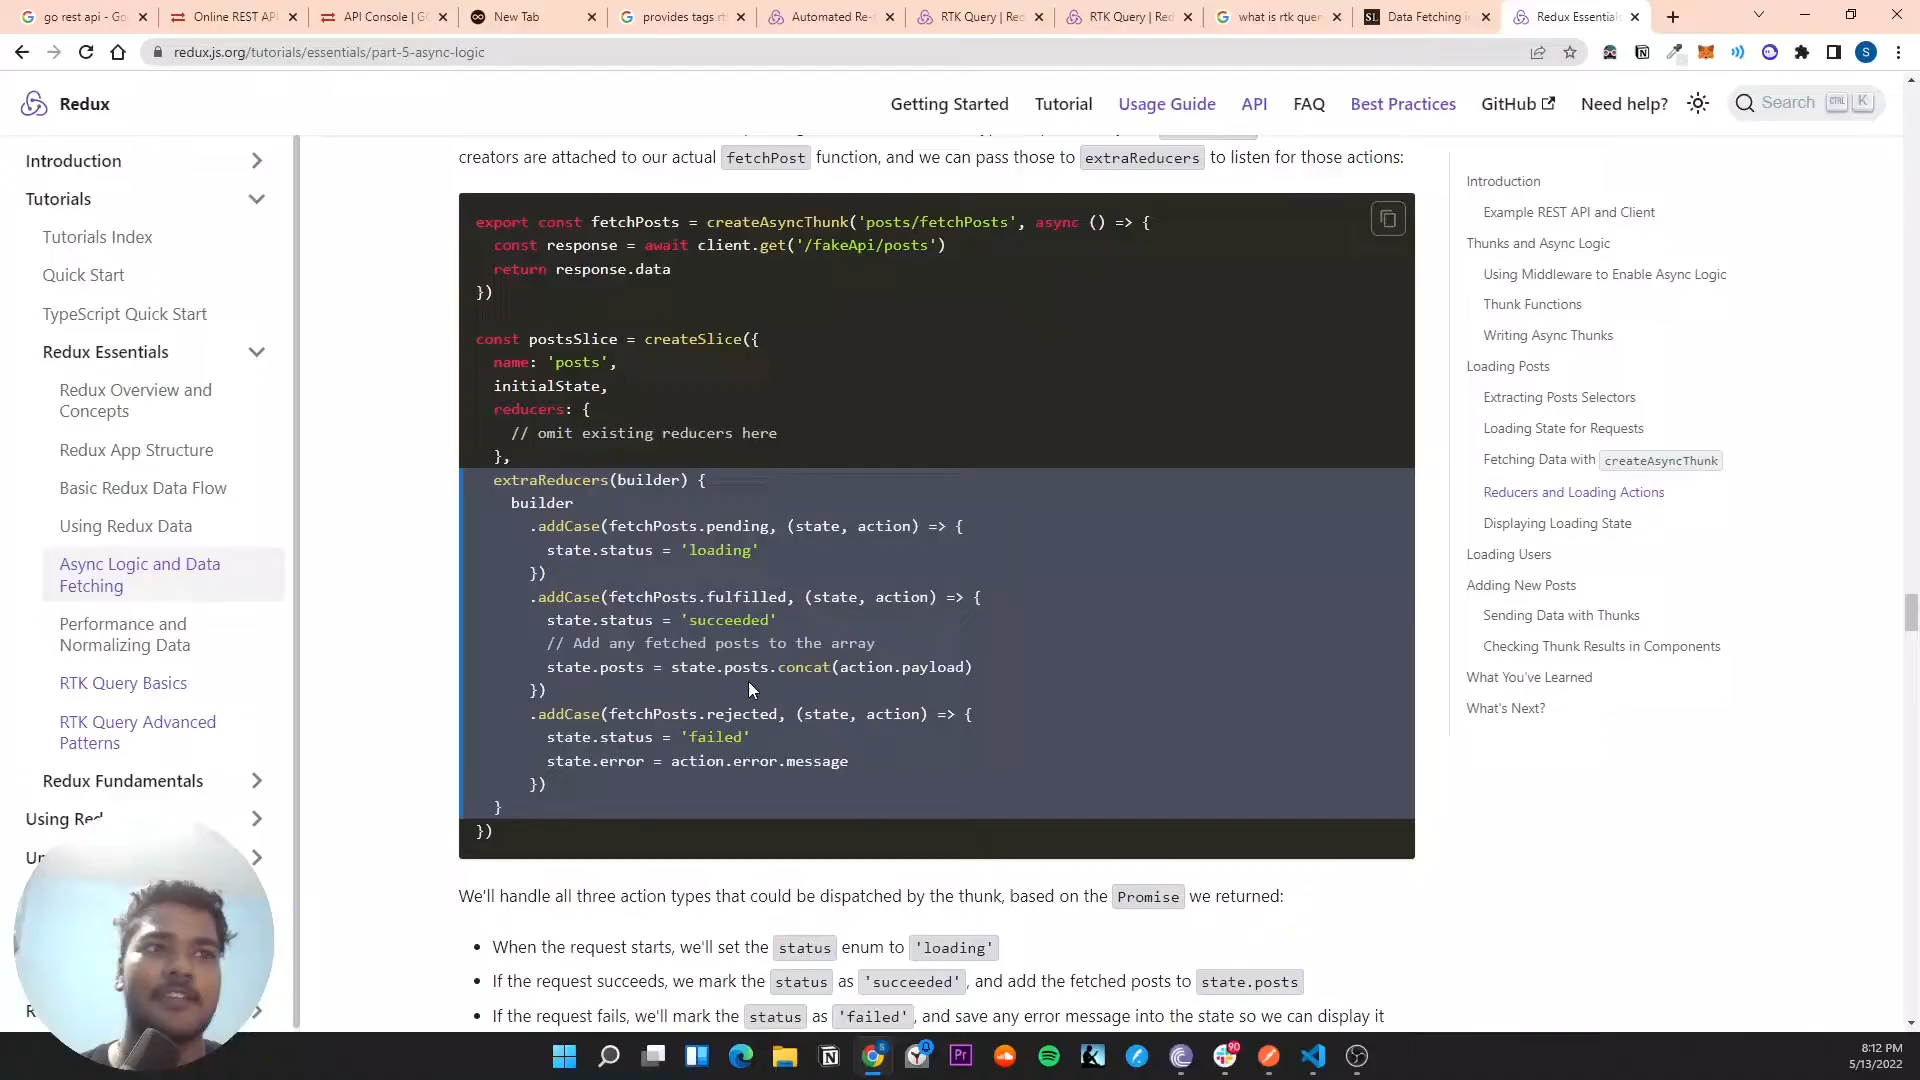 go rest api - Go
Online REST API
API Console | G
New Tab
provides tags rt
Automated Re-f
RTK Query | Red
RTK Query | Red
what is rtk quer
Data Fetching i
Redux Essentials
redux.js.org/tutorials/essentials/part-5-async-logic
S
Redux
Getting Started
Tutorial
Usage Guide
API
FAQ
Best Practices
GitHub
Need help?
Search
CTRL K
Introduction
Tutorials
Tutorials Index
Quick Start
TypeScript Quick Start
Redux Essentials
Redux Overview and
Concepts
Redux App Structure
Basic Redux Data Flow
Using Redux Data
Async Logic and Data
Fetching
Performance and
Normalizing Data
RTK Query Basics
RTK Query Advanced
Patterns
Redux Fundamentals
Using Red
creators are attached to our actual fetchPost function, and we can pass those to extraReducers to listen for those actions:
export const fetchPosts = createAsyncThunk('posts/fetchPosts', async () => {
const response = await client.get('/fakeApi/posts')
return response.data
})
const postsSlice = createSlice({
name: 'posts',
initialState,
reducers: {
// omit existing reducers here
},
extraReducers(builder) {
builder
.addCase(fetchPosts.pending, (state, action) => {
state.status = 'loading'
})
.addCase(fetchPosts.fulfilled, (state, action) => {
state.status = 'succeeded'
// Add any fetched posts to the array
state.posts = state.posts.concat(action.payload)
})
.addCase(fetchPosts.rejected, (state, action) => {
state.status = 'failed'
state.error = action.error.message
})
}
})
We'll handle all three action types that could be dispatched by the thunk, based on the Promise we returned:
• When the request starts, we'll set the status enum to 'loading'
• If the request succeeds, we mark the status as 'succeeded', and add the fetched posts to state.posts
• If the request fails, we'll mark the status as 'failed', and save any error message into the state so we can display it
Introduction
Example REST API and Client
Thunks and Async Logic
Using Middleware to Enable Async Logic
Thunk Functions
Writing Async Thunks
Loading Posts
Extracting Posts Selectors
Loading State for Requests
Fetching Data with createAsyncThunk
Reducers and Loading Actions
Displaying Loading State
Loading Users
Adding New Posts
Sending Data with Thunks
Checking Thunk Results in Components
What You've Learned
What's Next?
8:12 PM
5/13/2022